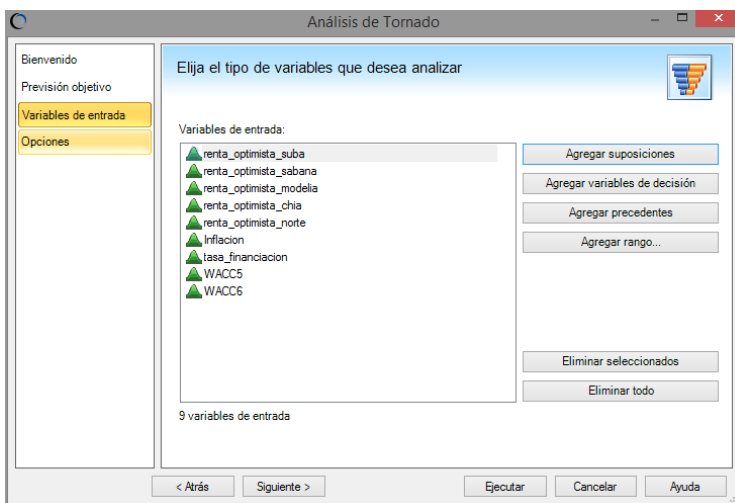 Análisis de Tornado
Bienvenido
Previsión objetivo
Variables de entrada
Opciones
Elija el tipo de variables que desea analizar
Variables de entrada:
renta_optimista_suba
renta_optimista_sabana
renta_optimista_modelia
renta_optimista_chia
renta_optimista_norte
Inflacion
tasa_financiacion
WACC5
WACC6
Agregar suposiciones
Agregar variables de decisión
Agregar precedentes
Agregar rango...
Eliminar seleccionados
Eliminar todo
9 variables de entrada
< Atrás
Siguiente >
Ejecutar
Cancelar
Ayuda